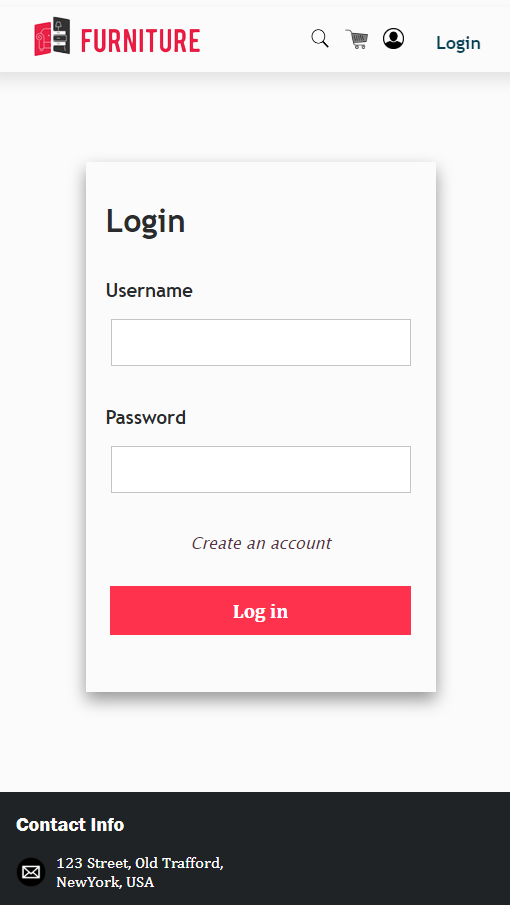 FURNITURE
Login
Login
Username
Password
Create an account
Log in
Contact Info
123 Street, Old Trafford,
NewYork, USA